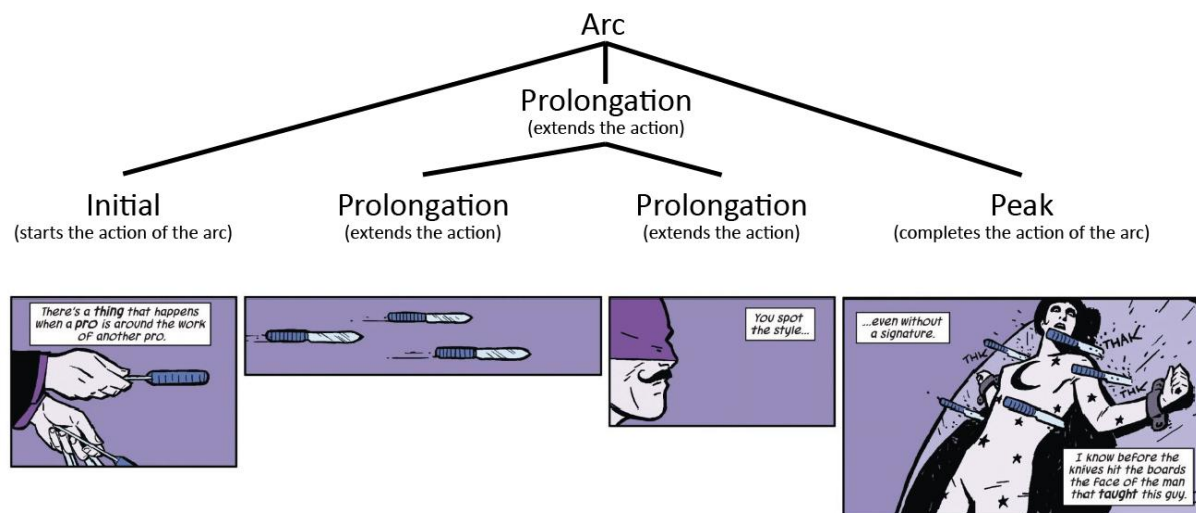 Arc
Prolongation
(extends the action)
Initial
(starts the action of the arc)
Prolongation
(extends the action)
Prolongation
(extends the action)
Peak
(completes the action of the arc)
There's a thing that happens
when a pro is around the work
of another pro.
You spot
the style...
...even without
a signature.
THK
THAK
THK
I know before the
knives hit the boards
the face of the man
that taught this guy.